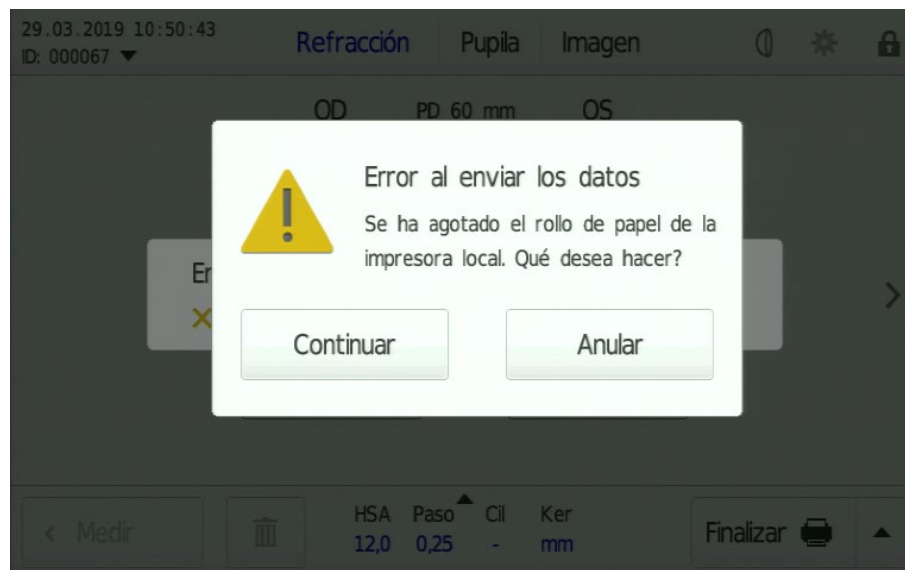 29.03.2019 10:50:43
ID: 000067
Refracción Pupila Imagen
OD PD 60 mm OS
Error al enviar los datos
Se ha agotado el rollo de papel de la
impresora local. Qué desea hacer?
Continuar Anular
Medir
HSA Paso Cil Ker
12,0 0,25 - mm
Finalizar